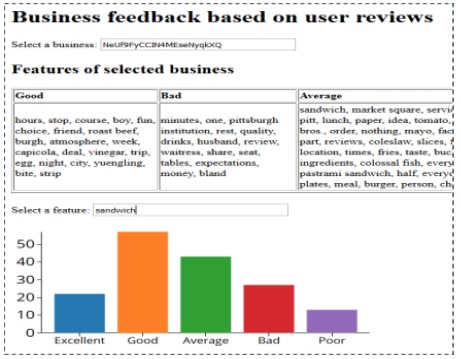 Business feedback based on user reviews
Select a business: NeUf9FyCCIN4MEseNyqkXQ
Features of selected business
Good
hours, stop, course, boy, fun,
choice, friend, roast beef,
burgh, atmosphere, week,
capicola, deal, vinegar, trip,
egg, night, city, yuengling,
bite, strip
Bad
minutes, one, pittsburgh
institution, rest, quality,
drinks, husband, review,
waitress, share, seat,
tables, expectations,
money, bland
Average
sandwich, market square, servi
pitt, lunch, paper, idea, tomato,
bros., order, nothing, mayo, fac
part, reviews, coleslaw, slices, f
location, times, fries, taste, buc
ingredients, colossal fish, every
pastrami sandwich, half, everyo
plates, meal, burger, person, ch
Select a feature: sandwich
50
40
30
20
10
0
Excellent Good Average Bad Poor